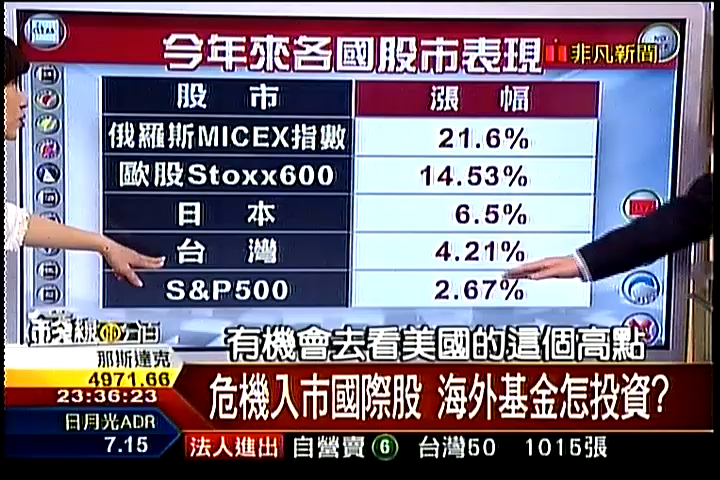 今年來各國股市表現
非凡新聞
股 市 漲 幅
俄羅斯MICEX指數 21.6%
歐股Stoxx600 14.53%
日 本 6.5%
台 灣 4.21%
S&P500 2.67%
有機會去看美國的這個高點
那斯達克
4971.66
23:36:23
危機入市國際股 海外基金怎投資?
日月光ADR
7.15
法人進出 自營賣 6 台灣50 1015張